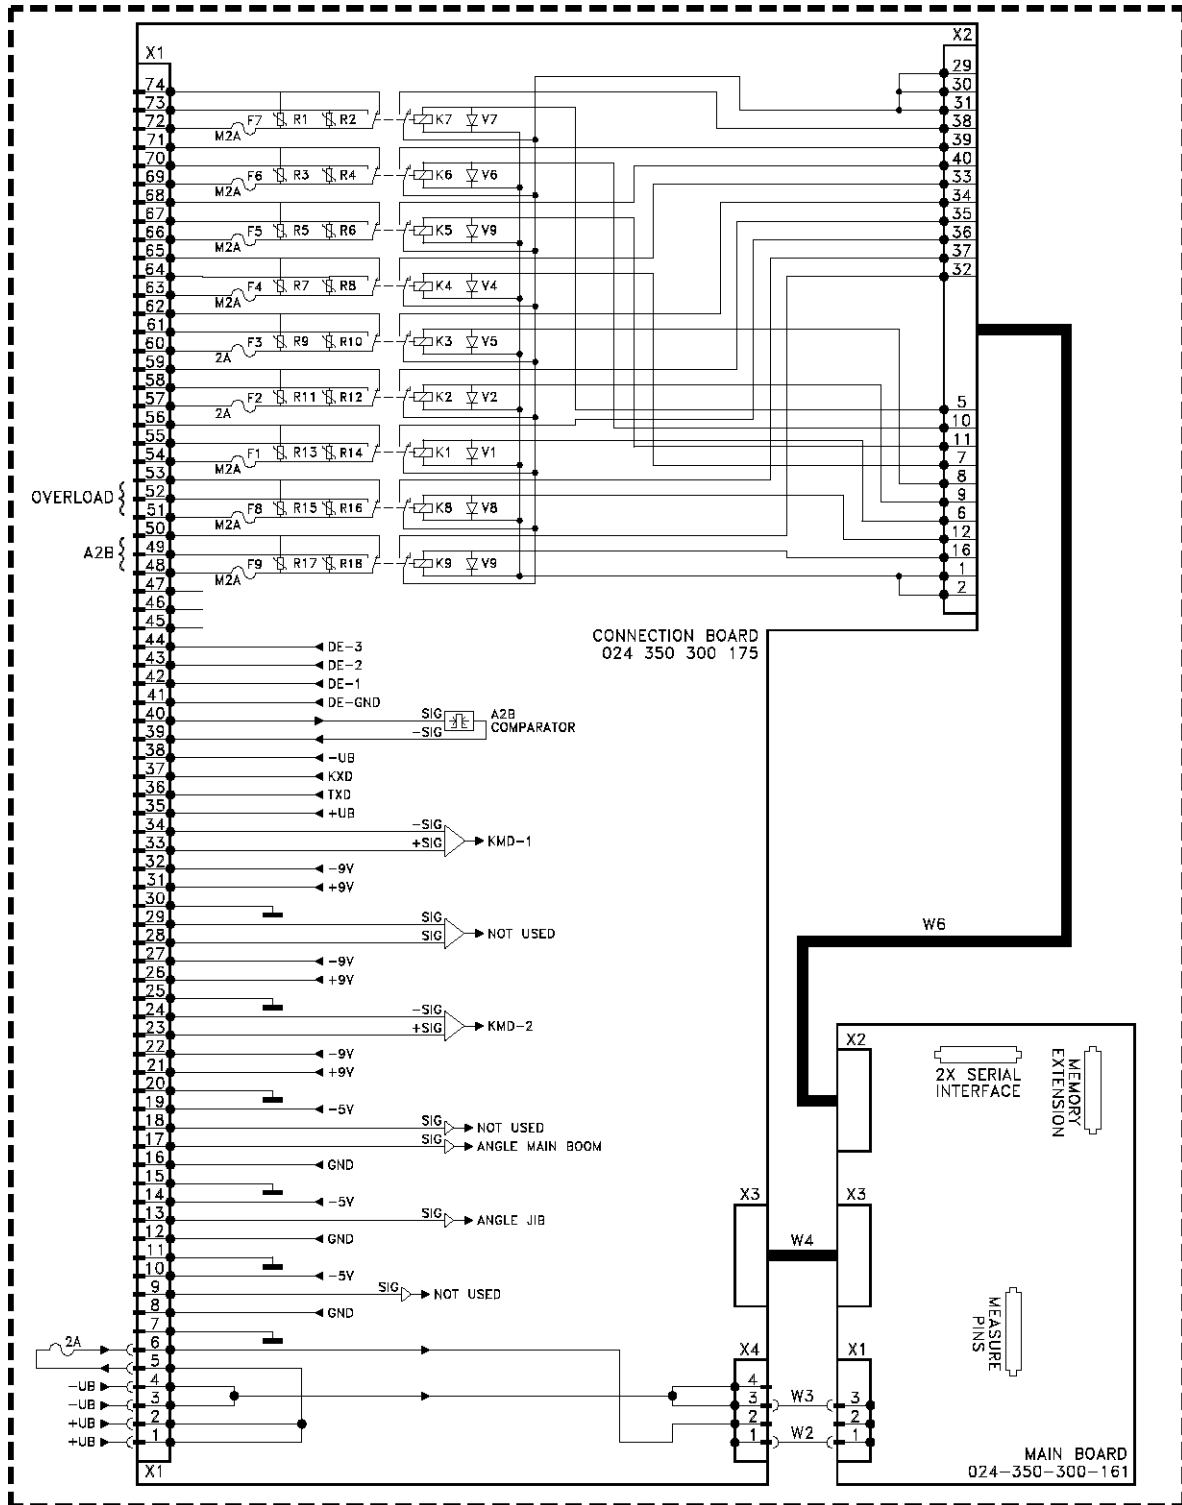 X1
X2
74
73
72
71
70
69
68
67
66
65
64
63
62
61
60
59
58
57
56
55
54
53
52
51
50
49
48
47
46
45
44
43
42
41
40
39
38
37
36
35
34
33
32
31
30
29
28
27
26
25
24
23
22
21
20
19
18
17
16
15
14
13
12
11
10
9
8
7
6
5
4
3
2
1
X1
M2A F7 R1 R2 K7 V7
M2A F6 R3 R4 K6 V6
M2A F5 R5 R6 K5 V9
M2A F4 R7 R8 K4 V4
2A F3 R9 R10 K3 V5
2A F2 R11 R12 K2 V2
M2A F1 R13 R14 K1 V1
OVERLOAD
M2A F8 R15 R16 K8 V8
A2B
M2A F9 R17 R18 K9 V9
29
30
31
38
39
40
33
34
35
36
37
32
5
10
11
7
8
9
6
12
16
1
2
CONNECTION BOARD
024 350 300 175
DE-3
DE-2
DE-1
DE-GND
SIG
-SIG
A2B
COMPARATOR
-UB
KXD
TXD
+UB
-SIG
+SIG
KMD-1
-9V
+9V
SIG
SIG
NOT USED
-9V
+9V
-SIG
+SIG
KMD-2
-9V
+9V
-5V
SIG NOT USED
SIG ANGLE MAIN BOOM
GND
-5V
SIG ANGLE JIB
GND
-5V
SIG NOT USED
GND
2A
-UB
-UB
+UB
+UB
W6
X2
2X SERIAL
INTERFACE
MEMORY
EXTENSION
X3
W4
X3
MEASURE
PINS
X4
4
3
2
1
W3
W2
X1
3
2
1
MAIN BOARD
024-350-300-161